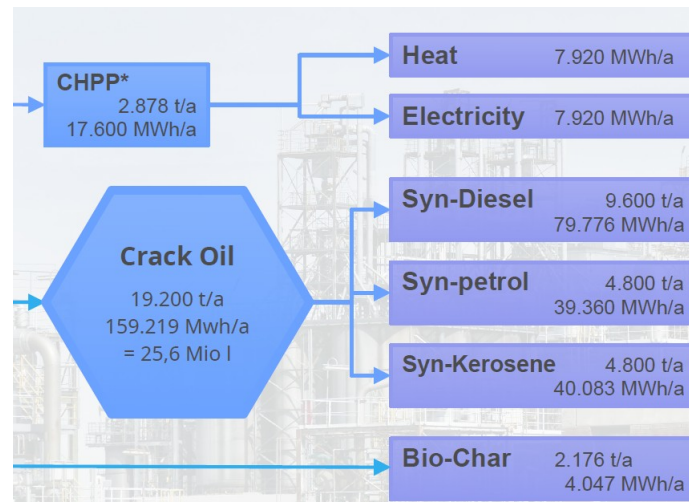 CHPP*
2.878 t/a
17.600 MWh/a
Heat 7.920 MWh/a
Electricity 7.920 MWh/a
Crack Oil
19.200 t/a
159.219 Mwh/a
= 25,6 Mio l
Syn-Diesel 9.600 t/a
79.776 MWh/a
Syn-petrol 4.800 t/a
39.360 MWh/a
Syn-Kerosene 4.800 t/a
40.083 MWh/a
Bio-Char 2.176 t/a
4.047 MWh/a